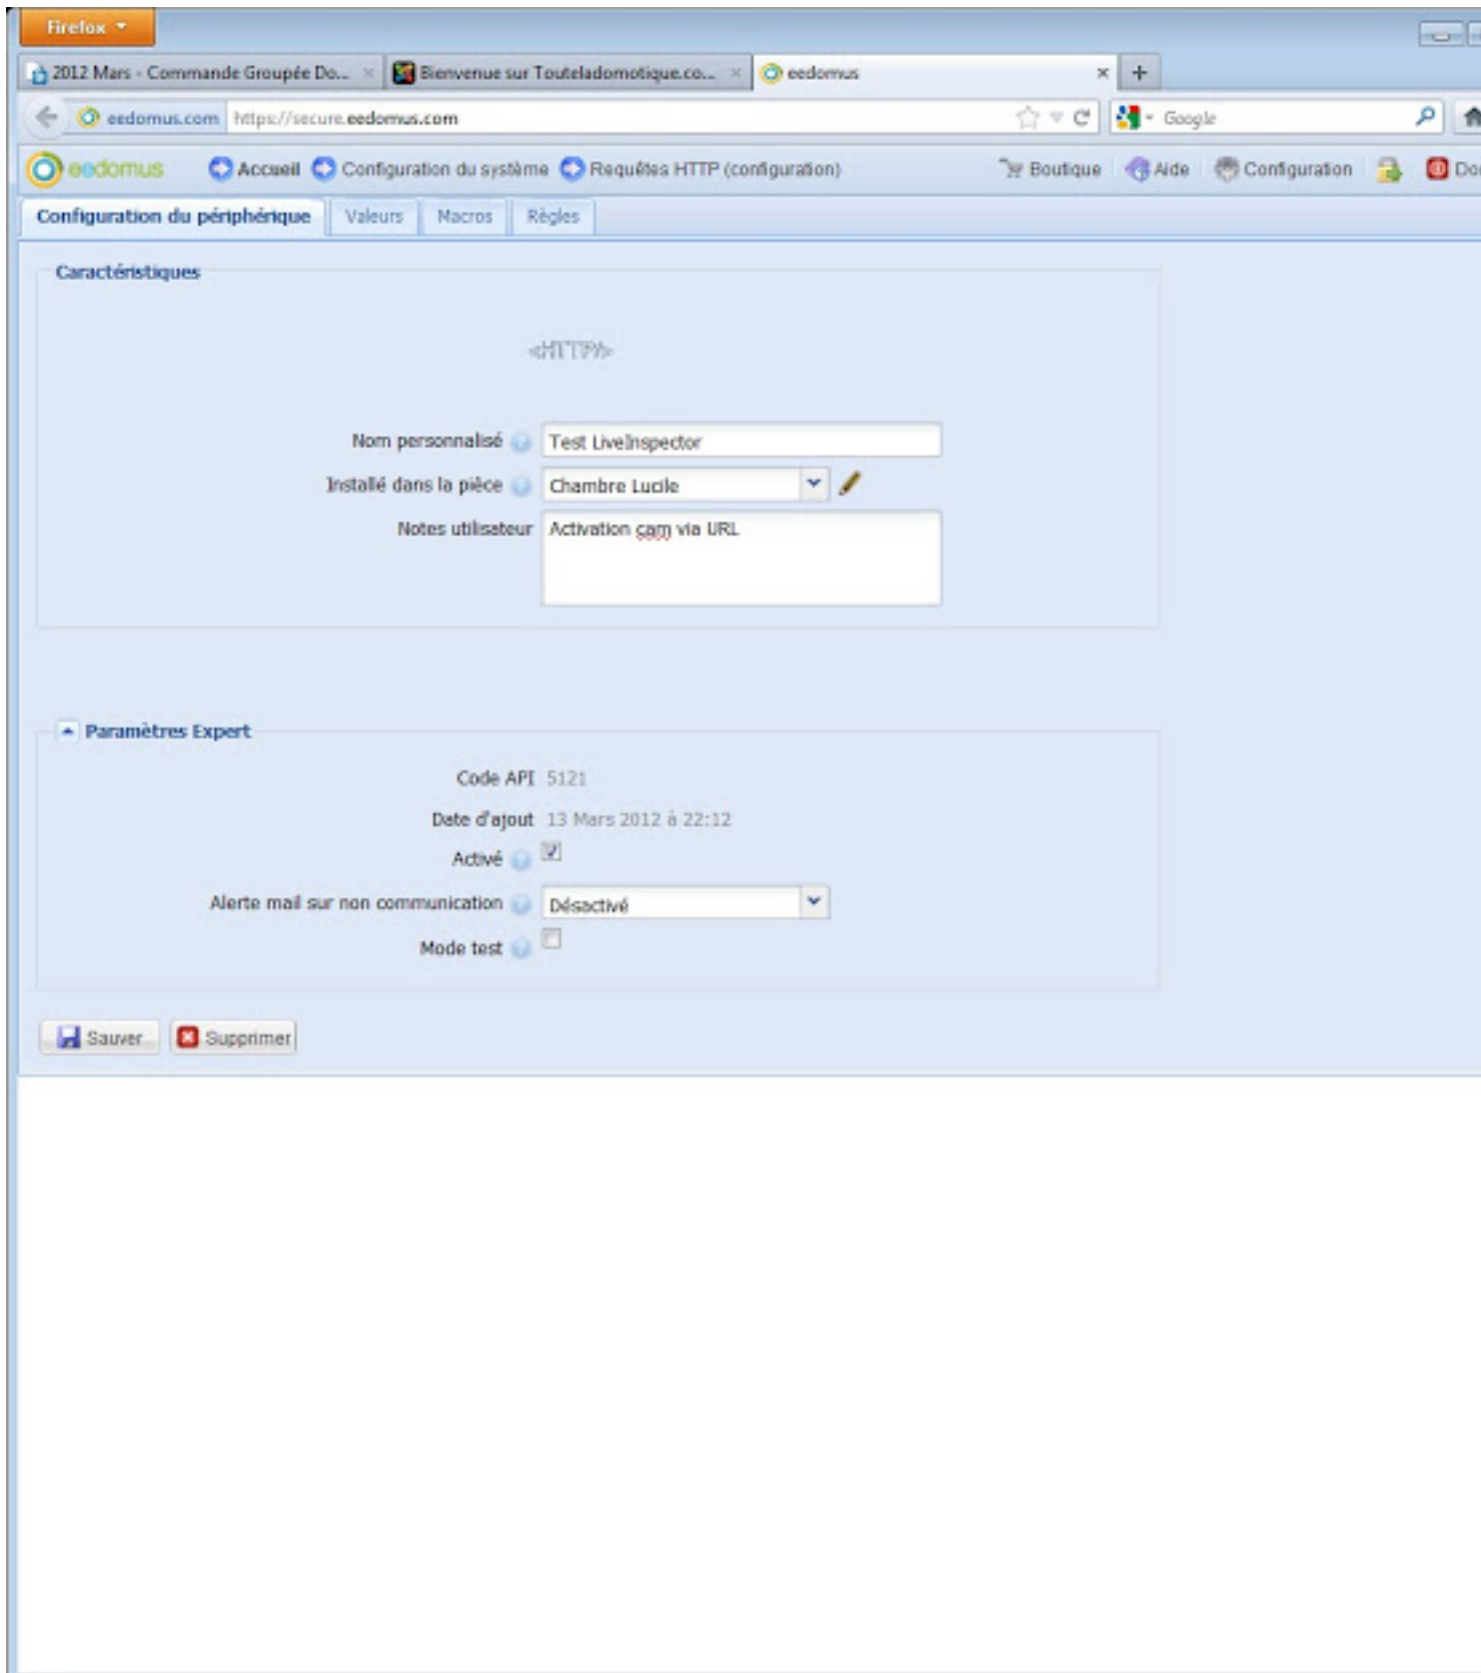 Firefox
2012 Mars - Commande Groupée Do...
Bienvenue sur Touteladomotique.co...
eedomus
eedomus.com https://secure.eedomus.com
Google
eedomus Accueil Configuration du système Requêtes HTTP (configuration) Boutique Aide Configuration
Configuration du périphérique Valeurs Macros Règles
Caractéristiques
<HTTP/>
Nom personnalisé Test LiveInspector
Installé dans la pièce Chambre Lucile
Notes utilisateur Activation cam via URL
Paramètres Expert
Code API 5121
Date d'ajout 13 Mars 2012 à 22:12
Activé
Alerte mail sur non communication Désactivé
Mode test
Sauver Supprimer